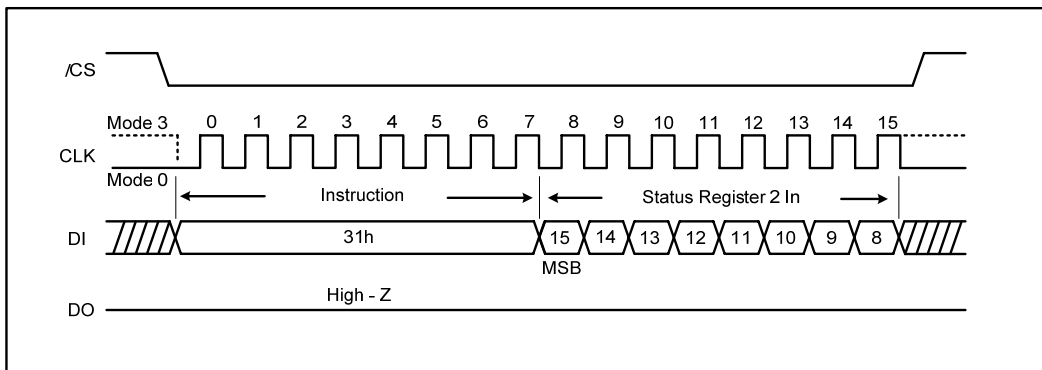 /CS
Mode 3
0 1 2 3 4 5 6 7 8 9 10 11 12 13 14 15
CLK
Mode 0
Instruction
Status Register 2 In
DI
31h
15 14 13 12 11 10 9 8
MSB
High - Z
DO